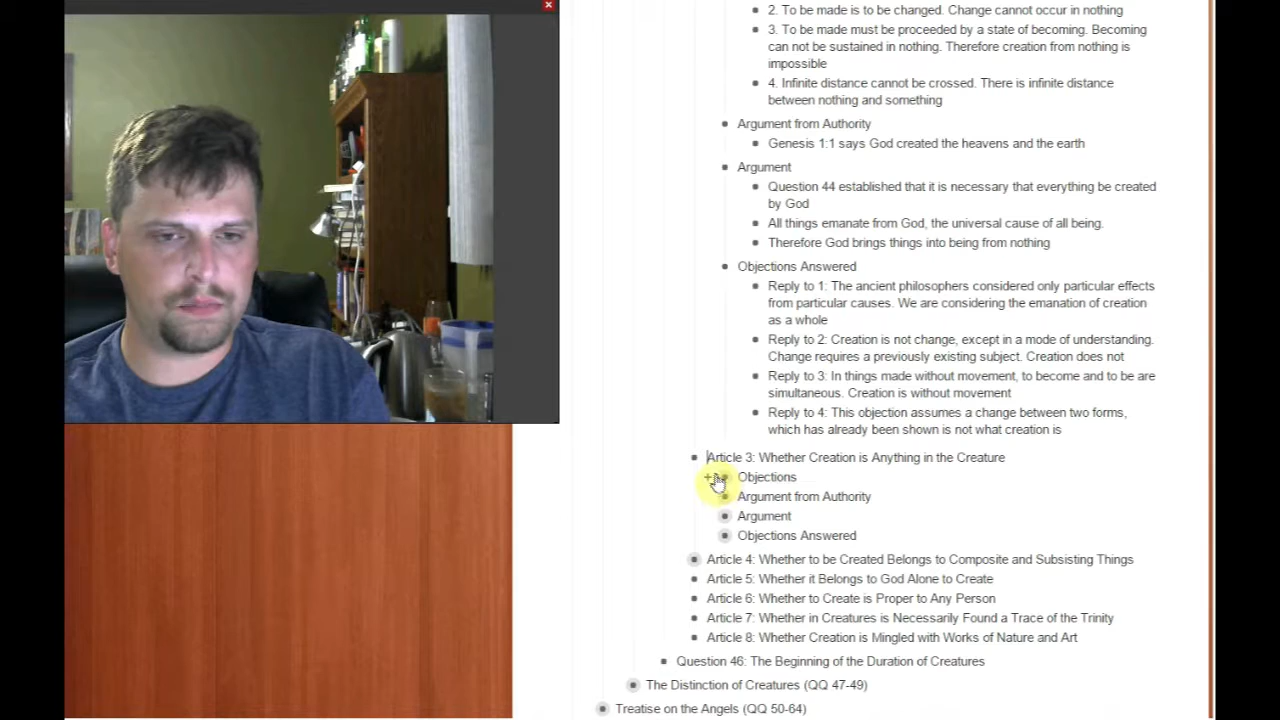 2. To be made is to be changed. Change cannot occur in nothing
3. To be made must be proceeded by a state of becoming. Becoming
can not be sustained in nothing. Therefore creation from nothing is
impossible
4. Infinite distance cannot be crossed. There is infinite distance
between nothing and something
Argument from Authority
Genesis 1:1 says God created the heavens and the earth
Argument
Question 44 established that it is necessary that everything be created
by God
All things emanate from God, the universal cause of all being.
Therefore God brings things into being from nothing
Objections Answered
Reply to 1: The ancient philosophers considered only particular effects
from particular causes. We are considering the emanation of creation
as a whole
Reply to 2: Creation is not change, except in a mode of understanding.
Change requires a previously existing subject. Creation does not
Reply to 3: In things made without movement, to become and to be are
simultaneous. Creation is without movement
Reply to 4: This objection assumes a change between two forms,
which has already been shown is not what creation is
Article 3: Whether Creation is Anything in the Creature
Objections
Argument from Authority
Argument
Objections Answered
Article 4: Whether to be Created Belongs to Composite and Subsisting Things
Article 5: Whether it Belongs to God Alone to Create
Article 6: Whether to Create is Proper to Any Person
Article 7: Whether in Creatures is Necessarily Found a Trace of the Trinity
Article 8: Whether Creation is Mingled with Works of Nature and Art
Question 46: The Beginning of the Duration of Creatures
The Distinction of Creatures (QQ 47-49)
Treatise on the Angels (QQ 50-64)